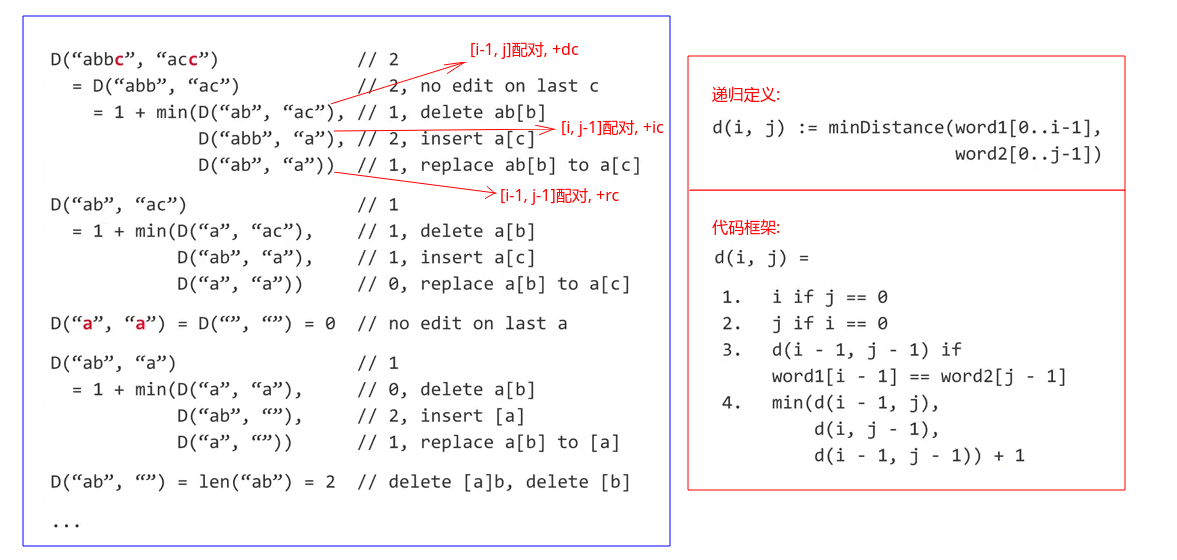 D(“abbc”, “acc”) // 2
= D(“abb”, “ac”) // 2, no edit on last c
= 1 + min(D(“ab”, “ac”), // 1, delete ab[b]
D(“abb”, “a”), // 2, insert a[c]
D(“ab”, “a”)) // 1, replace ab[b] to a[c]
[i-1, j]配对, +dc
[i, j-1]配对, +ic
[i-1, j-1]配对, +rc
D(“ab”, “ac”) // 1
= 1 + min(D(“a”, “ac”), // 1, delete a[b]
D(“ab”, “a”), // 1, insert a[c]
D(“a”, “a”)) // 0, replace a[b] to a[c]
D(“a”, “a”) = D(“”, “”) = 0 // no edit on last a
D(“ab”, “a”) // 1
= 1 + min(D(“a”, “a”), // 0, delete a[b]
D(“ab”, “”), // 2, insert [a]
D(“a”, “”)) // 1, replace a[b] to [a]
D(“ab”, “”) = len(“ab”) = 2 // delete [a]b, delete [b]
...
递归定义:
d(i, j) := minDistance(word1[0..i-1],
word2[0..j-1])
代码框架:
d(i, j) =
1. i if j == 0
2. j if i == 0
3. d(i - 1, j - 1) if
word1[i - 1] == word2[j - 1]
4. min(d(i - 1, j),
d(i, j - 1),
d(i - 1, j - 1)) + 1